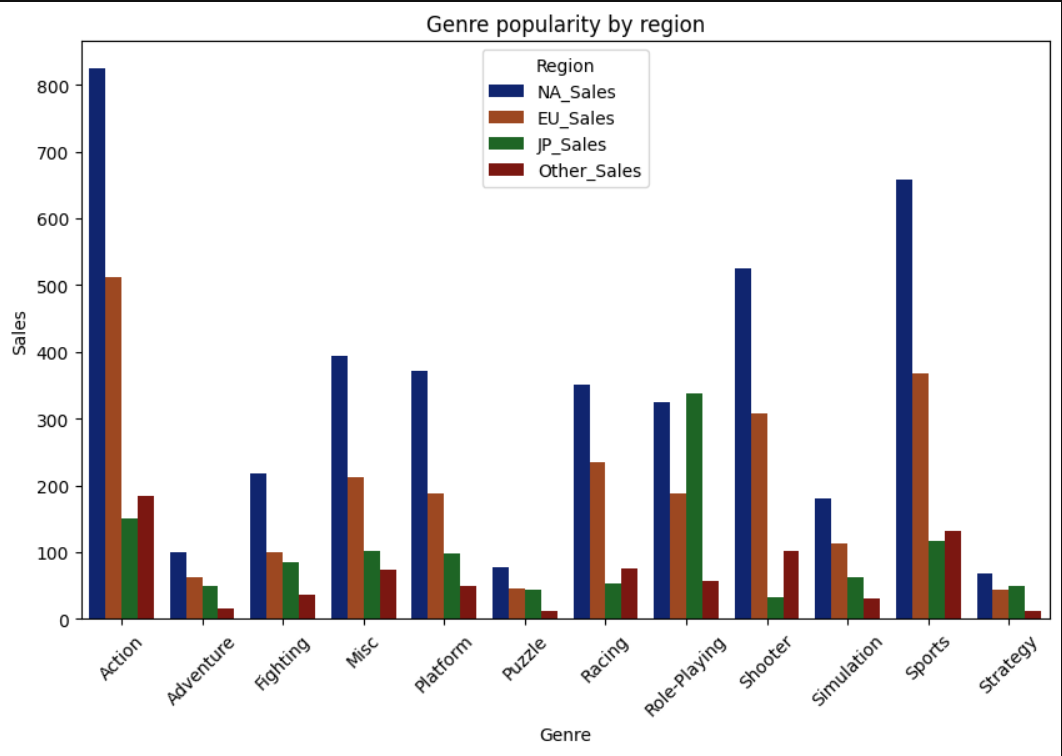 Genre popularity by region
Region
NA_Sales
EU_Sales
JP_Sales
Other_Sales
800
700
600
500
400
300
200
100
0
Sales
Action
Adventure
Fighting
Misc
Platform
Puzzle
Racing
Role-Playing
Shooter
Simulation
Sports
Strategy
Genre